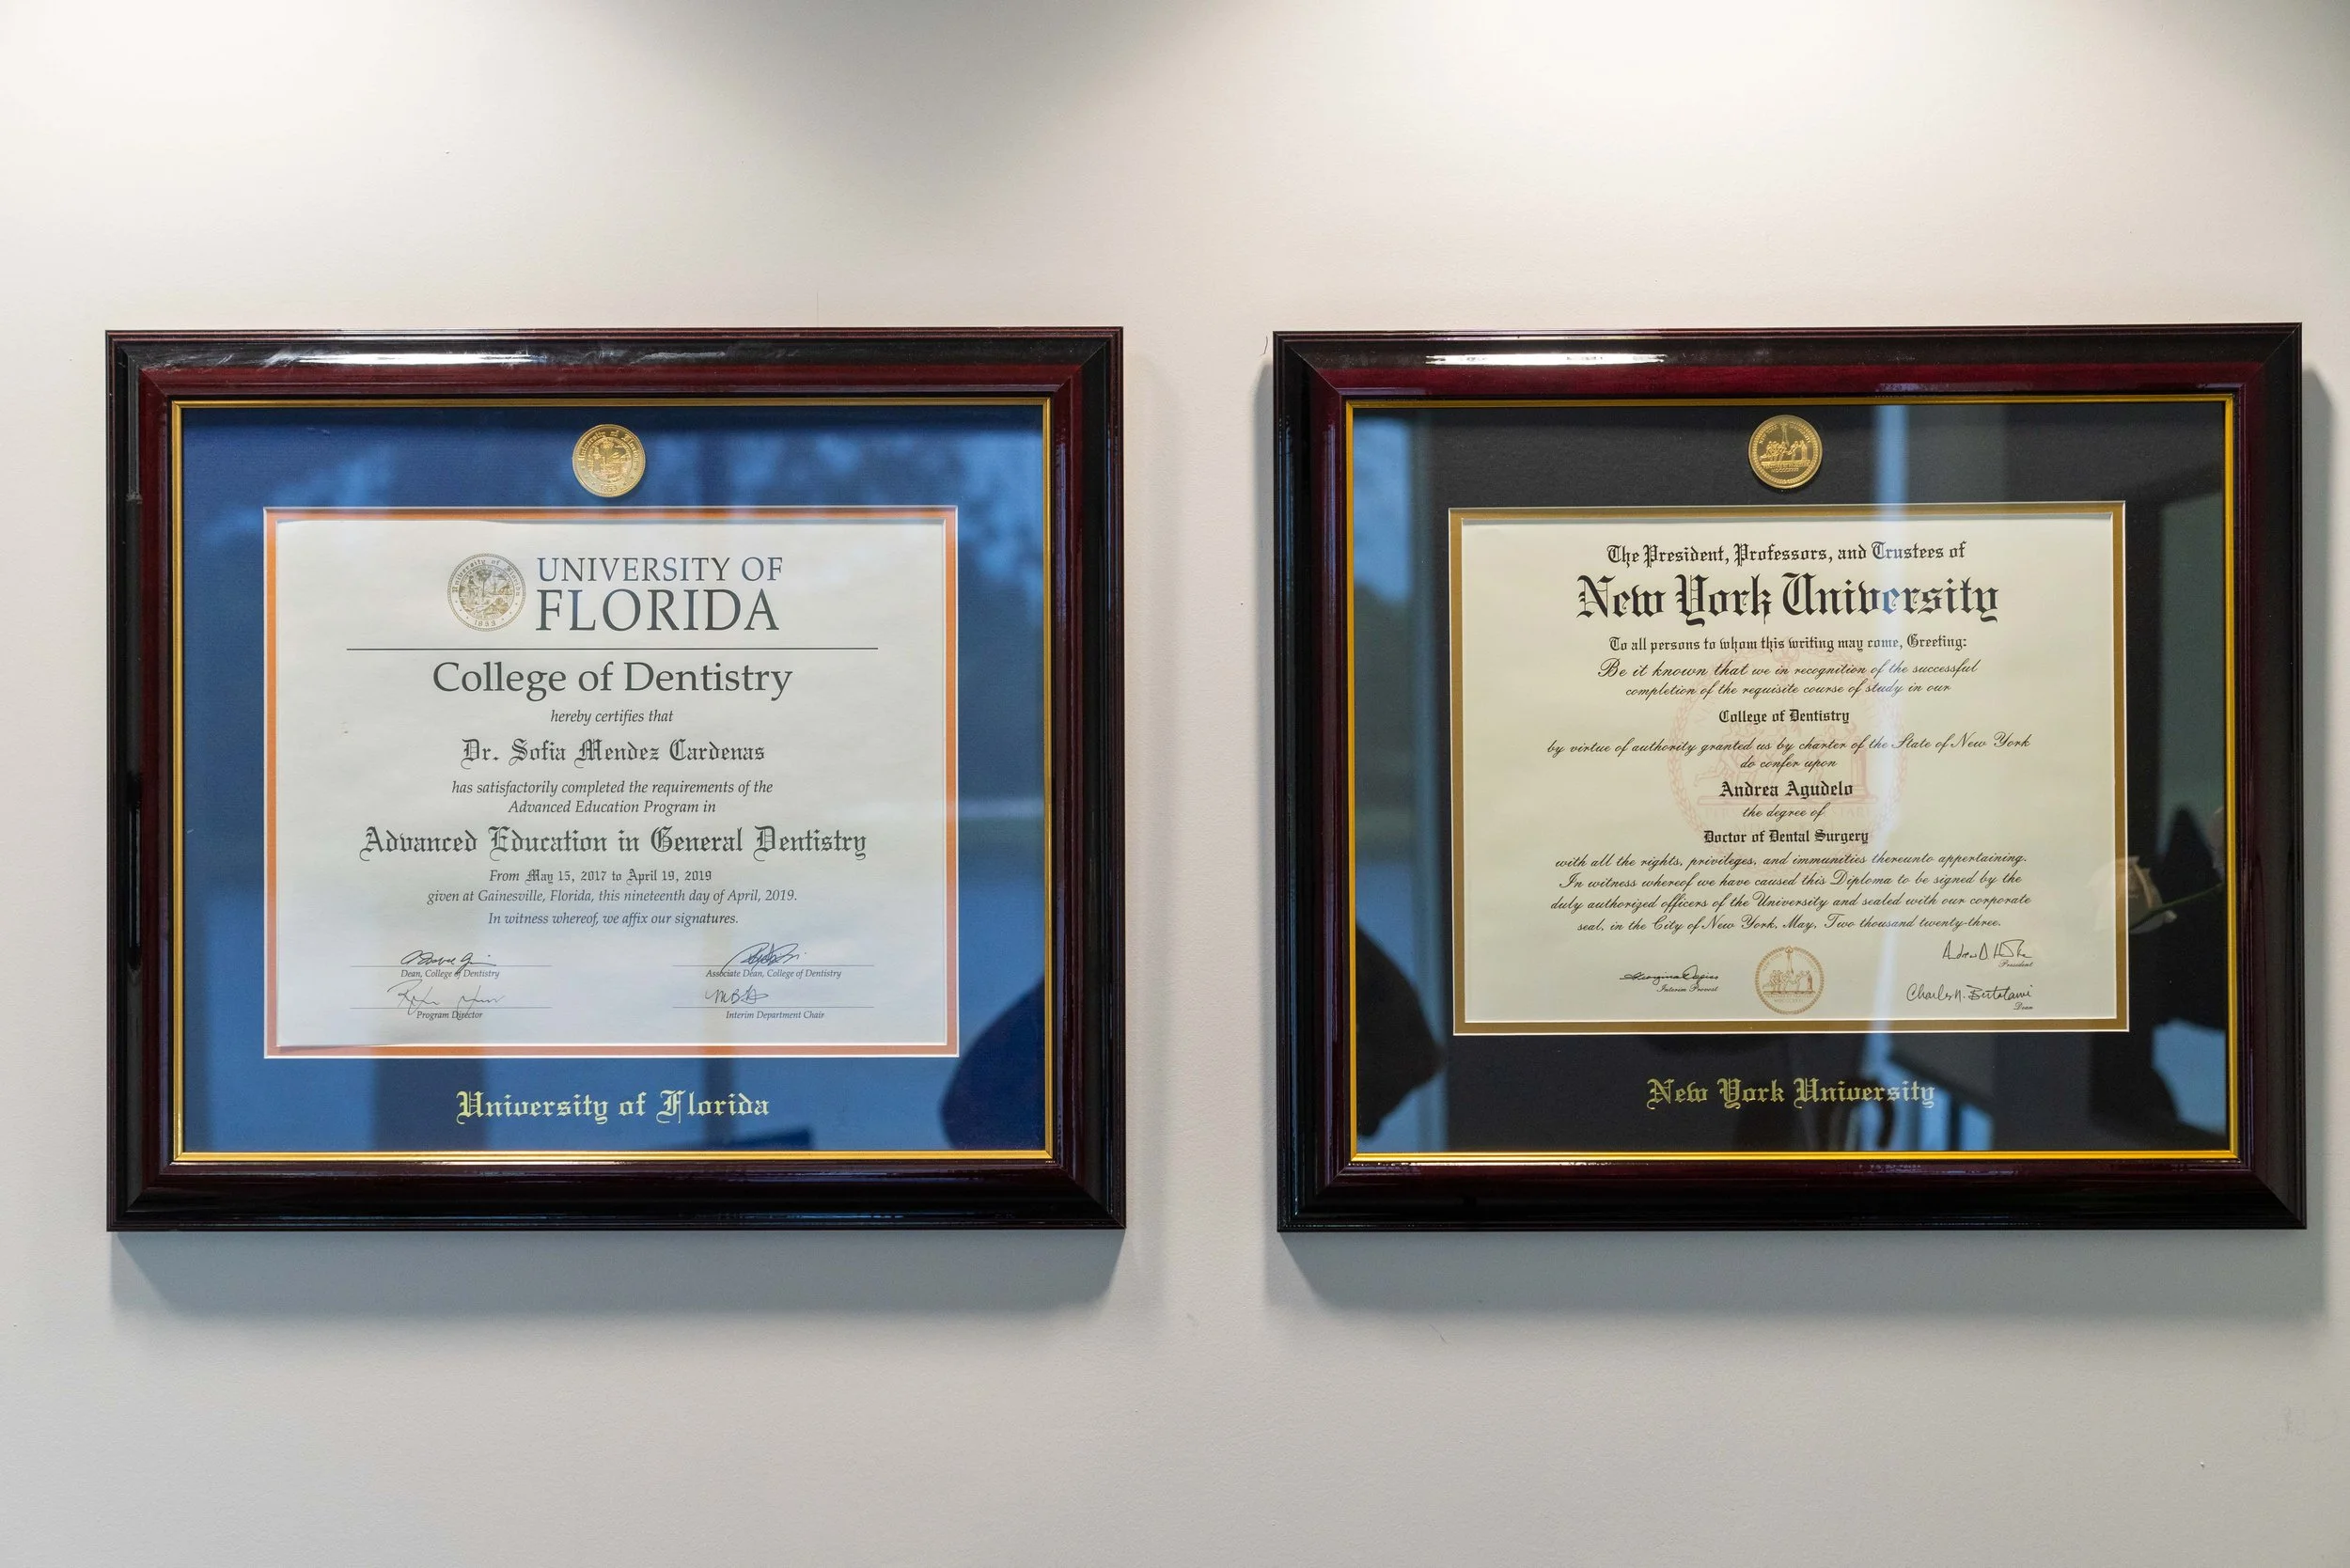 UNIVERSITY OF
FLORIDA
College of Dentistry
hereby certifies that
Dr. Sofia Mendez Cardenas
has satisfactorily completed the requirements of the
Advanced Education Program in
Advanced Education in General Dentistry
From May 15, 2017 to April 19, 2019
given at Gainesville, Florida, this nineteenth day of April, 2019.
In witness whereof, we affix our signatures.
Dean, College of Dentistry
Associate Dean, College of Dentistry
Program Director
Interim Department Chair
University of Florida
The President, Professors, and Trustees of
New York University
To all persons to whom this writing may come, Greeting:
Be it known that we in recognition of the successful
completion of the requisite course of study in our
College of Dentistry
by virtue of authority granted us by charter of the State of New York
do confer upon
Andrea Agudelo
the degree of
Doctor of Dental Surgery
with all the rights, privileges, and immunities thereunto appertaining.
In witness whereof we have caused this Diploma to be signed by the
duly authorized officers of the University and sealed with our corporate
seal, in the City of New York, May, Two thousand twenty-three.
Interim Provost
President
Charles N. Bertolami
Dean
New York University